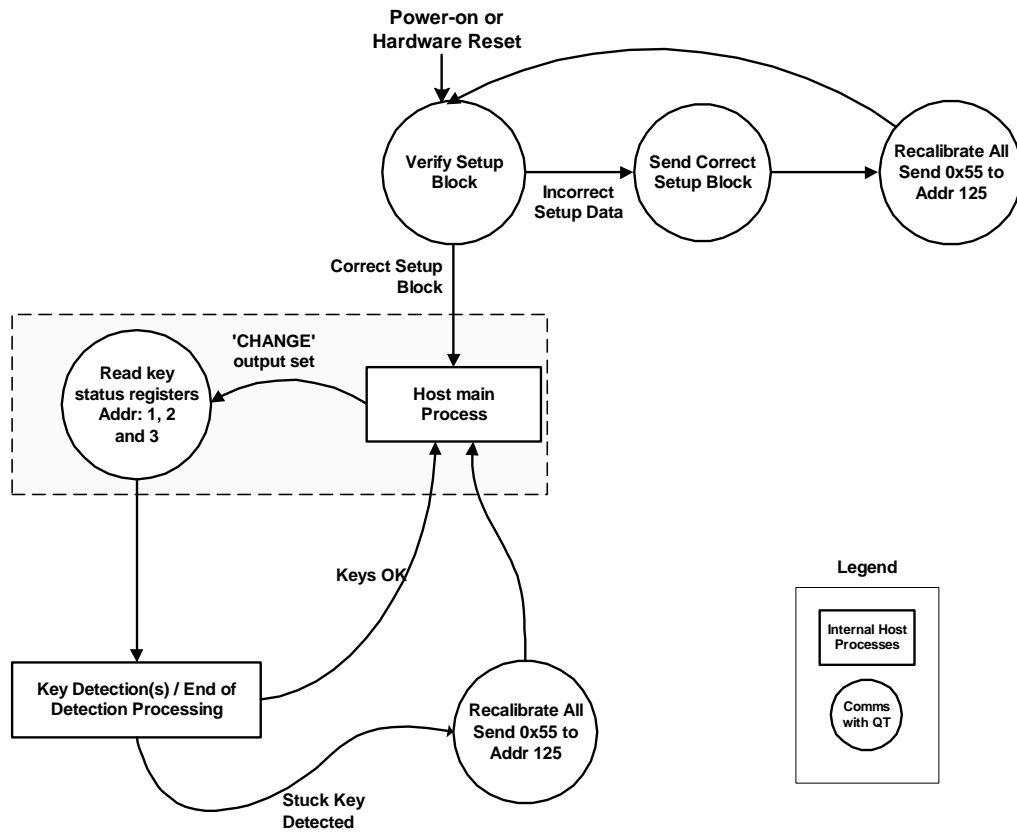 Power-on or
Hardware Reset
Verify Setup
Block
Incorrect
Setup Data
Send Correct
Setup Block
Recalibrate All
Send 0x55 to
Addr 125
Correct Setup
Block
'CHANGE'
output set
Read key
status registers
Addr: 1, 2
and 3
Host main
Process
Keys OK
Key Detection(s) / End of
Detection Processing
Recalibrate All
Send 0x55 to
Addr 125
Stuck Key
Detected
Legend
Internal Host
Processes
Comms
with QT